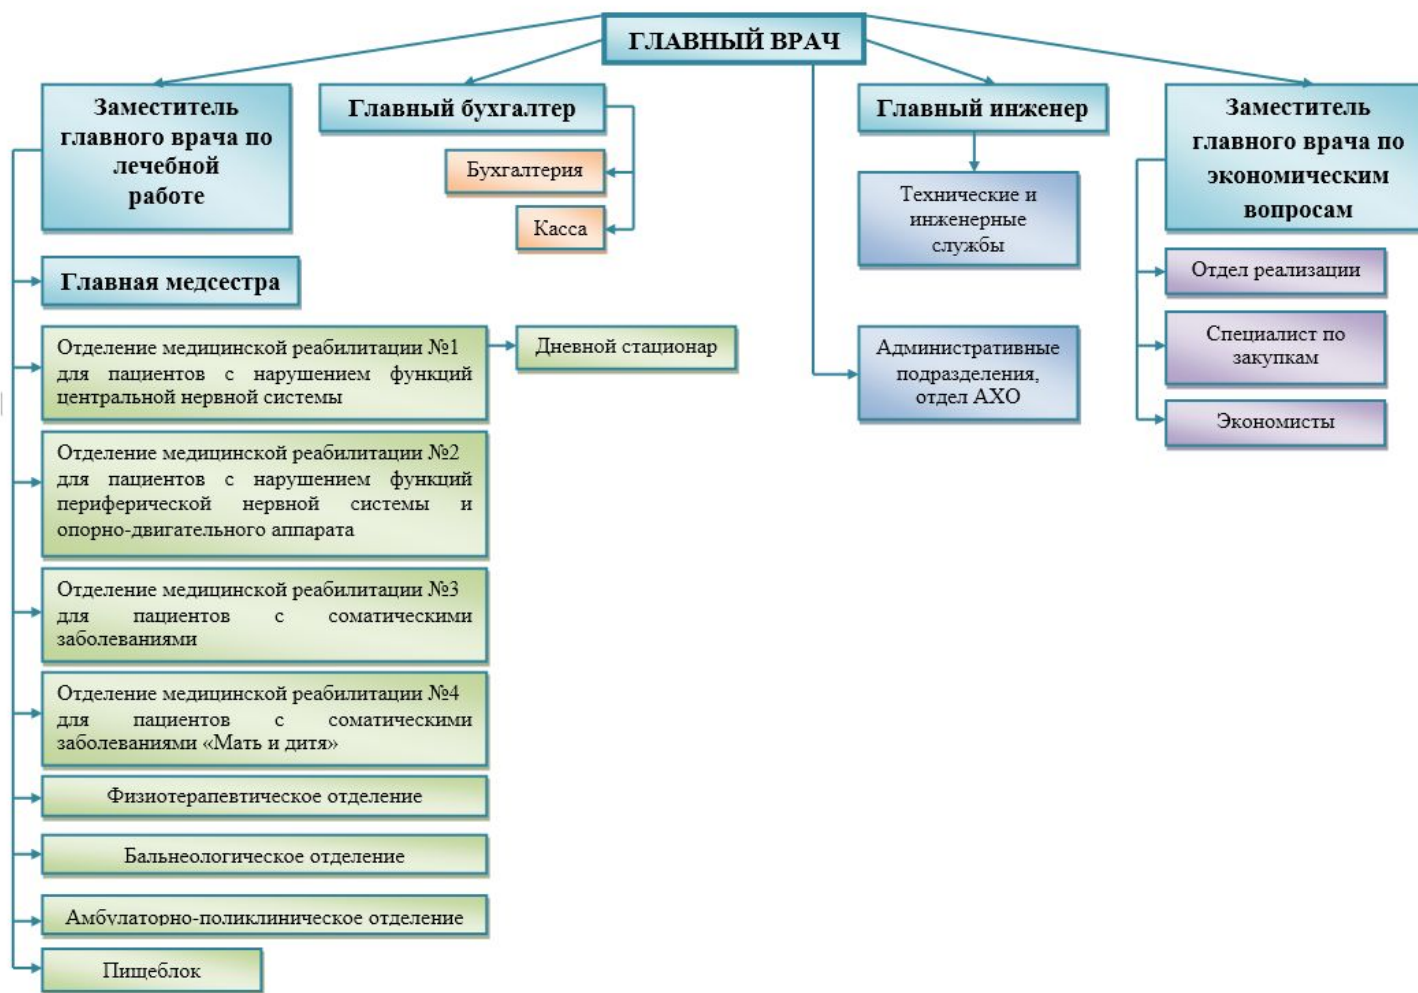 ГЛАВНЫЙ ВРАЧ
Заместитель
главного врача по
лечебной
работе
Главный бухгалтер
Бухгалтерия
Касса
Главный инженер
Технические и
инженерные
службы
Административные
подразделения,
отдел АХО
Заместитель
главного врача по
экономическим
вопросам
Отдел реализации
Специалист по
закупкам
Экономисты
Главная медсестра
Отделение медицинской реабилитации №1
для пациентов с нарушением функций
центральной нервной системы
Дневной стационар
Отделение медицинской реабилитации №2
для пациентов с нарушением функций
периферической нервной системы и
опорно-двигательного аппарата
Отделение медицинской реабилитации №3
для пациентов с соматическими
заболеваниями
Отделение медицинской реабилитации №4
для пациентов с соматическими
заболеваниями «Мать и дитя»
Физиотерапевтическое отделение
Бальнеологическое отделение
Амбулаторно-поликлиническое отделение
Пищеблок